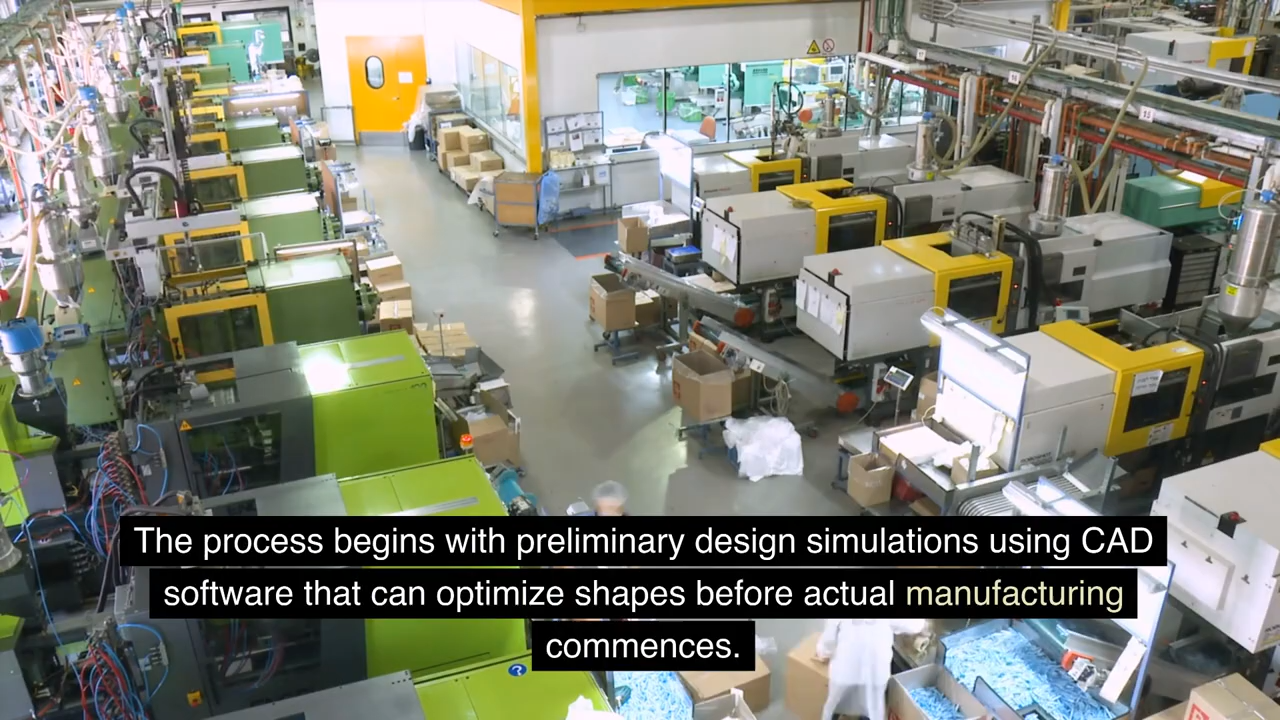 The process begins with preliminary design simulations using CAD
software that can optimize shapes before actual manufacturing
commences.